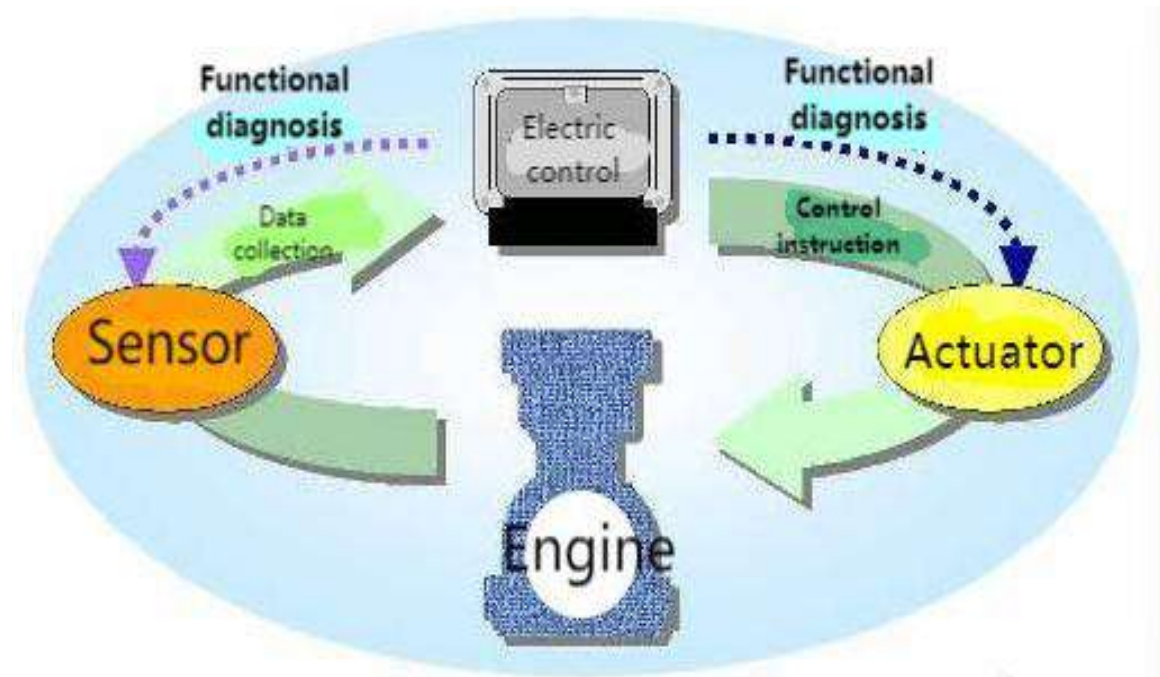 Functional
diagnosis
Electric
control
Functional
diagnosis
Data
collection
Control
instruction
Sensor
Actuator
Engine